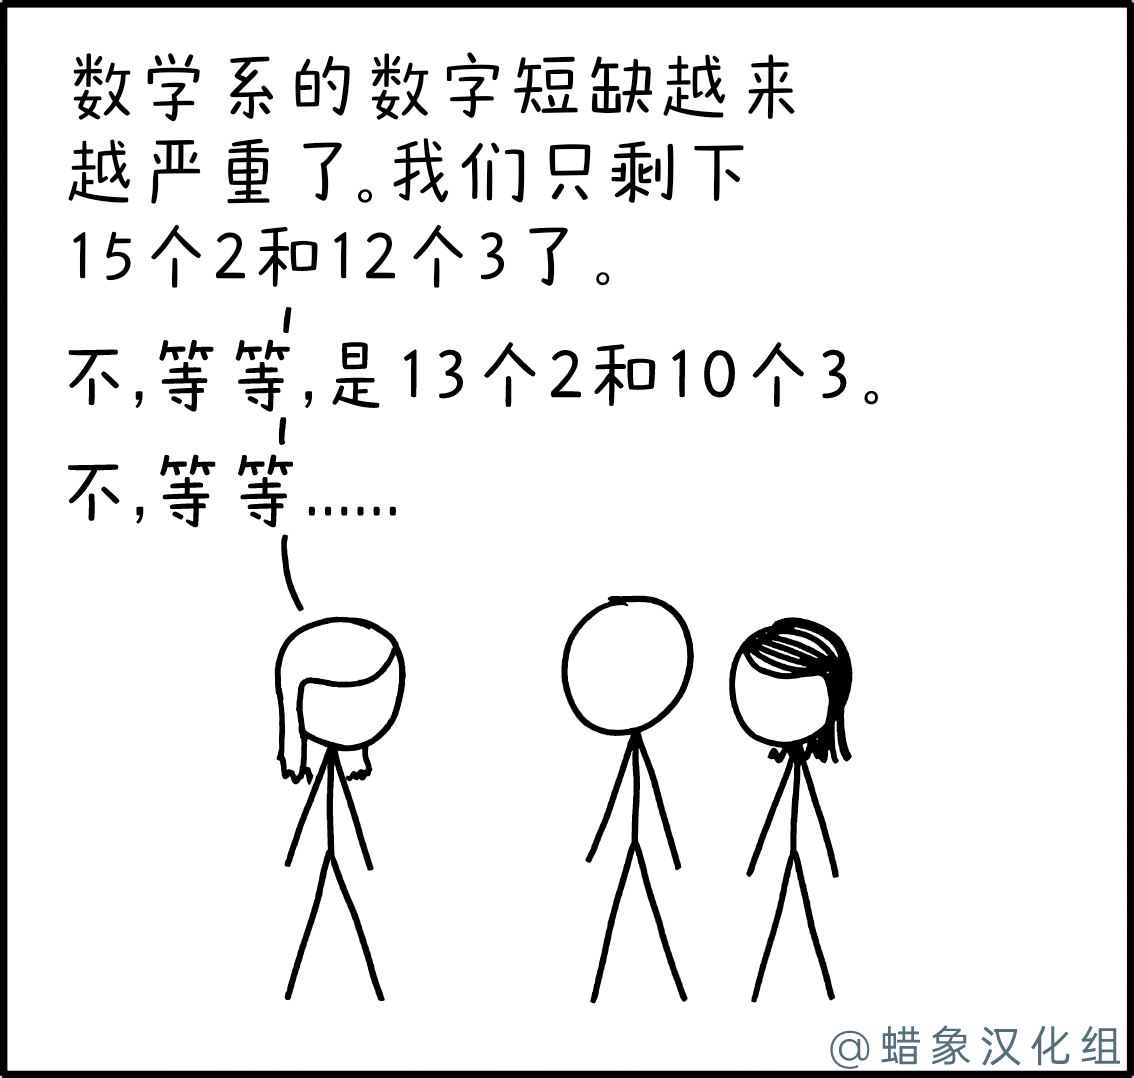 数学系的数字短缺越来
越严重了。我们只剩下
15个2和12个3了。
不,等等,是13个2和10个3。
不,等等……
@蜡象汉化组